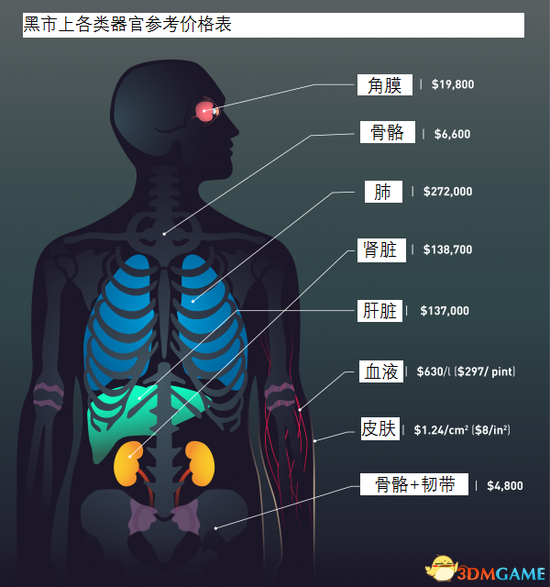 黑市上各类器官参考价格表
角膜 | $19,800
骨骼 | $6,600
肺 | $272,000
肾脏 | $138,700
肝脏 | $137,000
血液 | $630/l ($297/ pint)
皮肤 | $1.24/cm² ($8/in²)
骨骼+韧带 | $4,800
3DMGAME